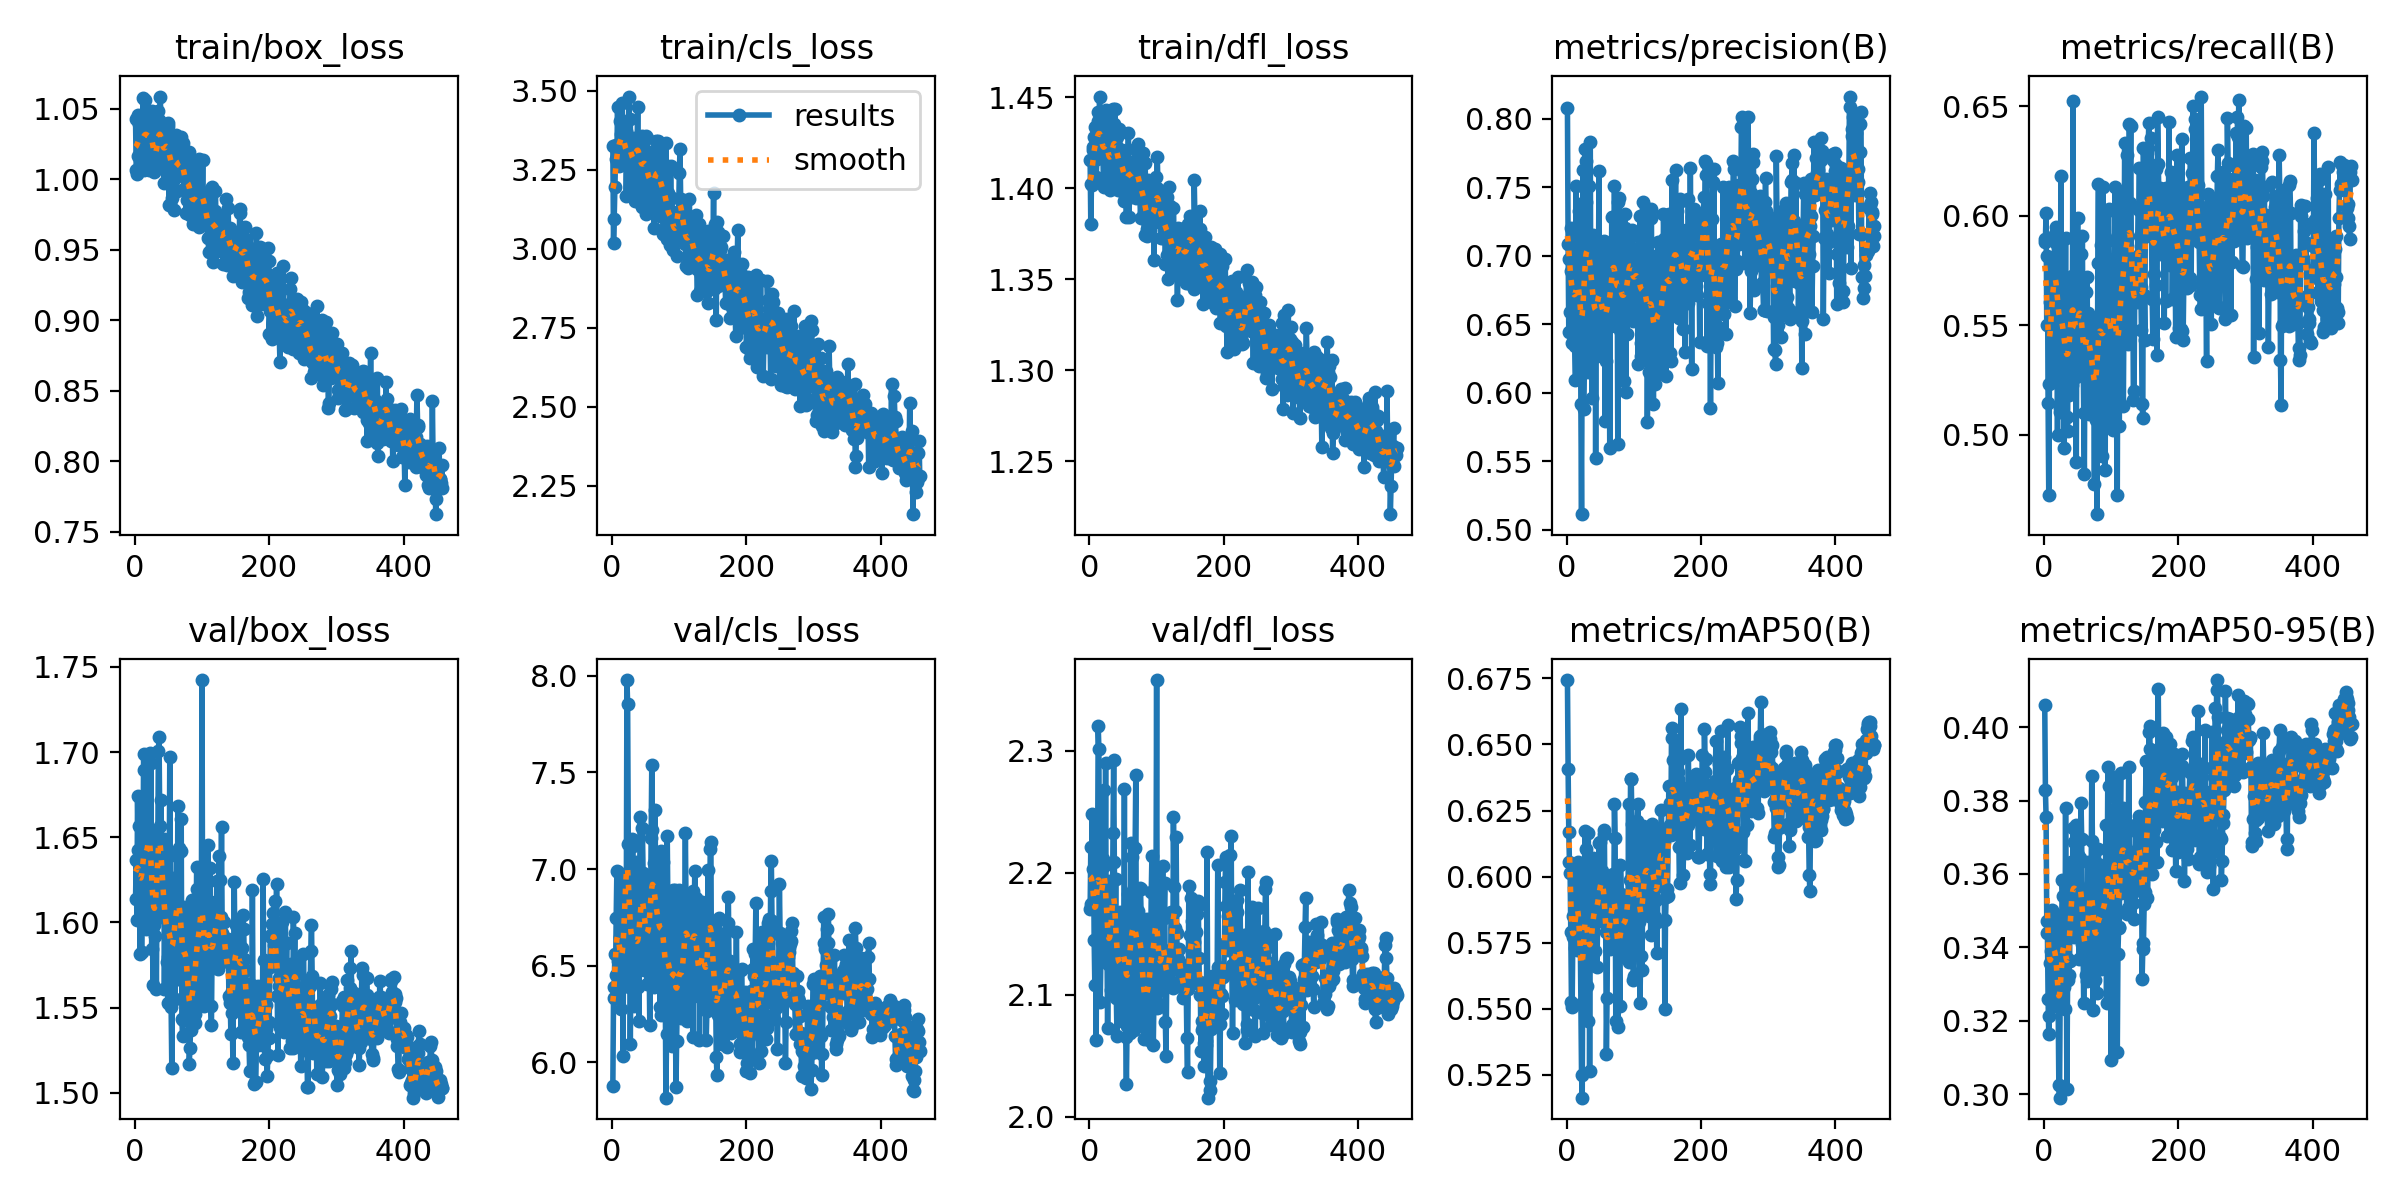 train/box_loss
1.05
1.00
0.95
0.90
0.85
0.80
0.75
0 200 400
train/cls_loss
results
smooth
3.50
3.25
3.00
2.75
2.50
2.25
0 200 400
train/dfl_loss
1.45
1.40
1.35
1.30
1.25
0 200 400
metrics/precision(B)
0.80
0.75
0.70
0.65
0.60
0.55
0.50
0 200 400
metrics/recall(B)
0.65
0.60
0.55
0.50
0 200 400
val/box_loss
1.75
1.70
1.65
1.60
1.55
1.50
0 200 400
val/cls_loss
8.0
7.5
7.0
6.5
6.0
0 200 400
val/dfl_loss
2.3
2.2
2.1
2.0
0 200 400
metrics/mAP50(B)
0.675
0.650
0.625
0.600
0.575
0.550
0.525
0 200 400
metrics/mAP50-95(B)
0.40
0.38
0.36
0.34
0.32
0.30
0 200 400